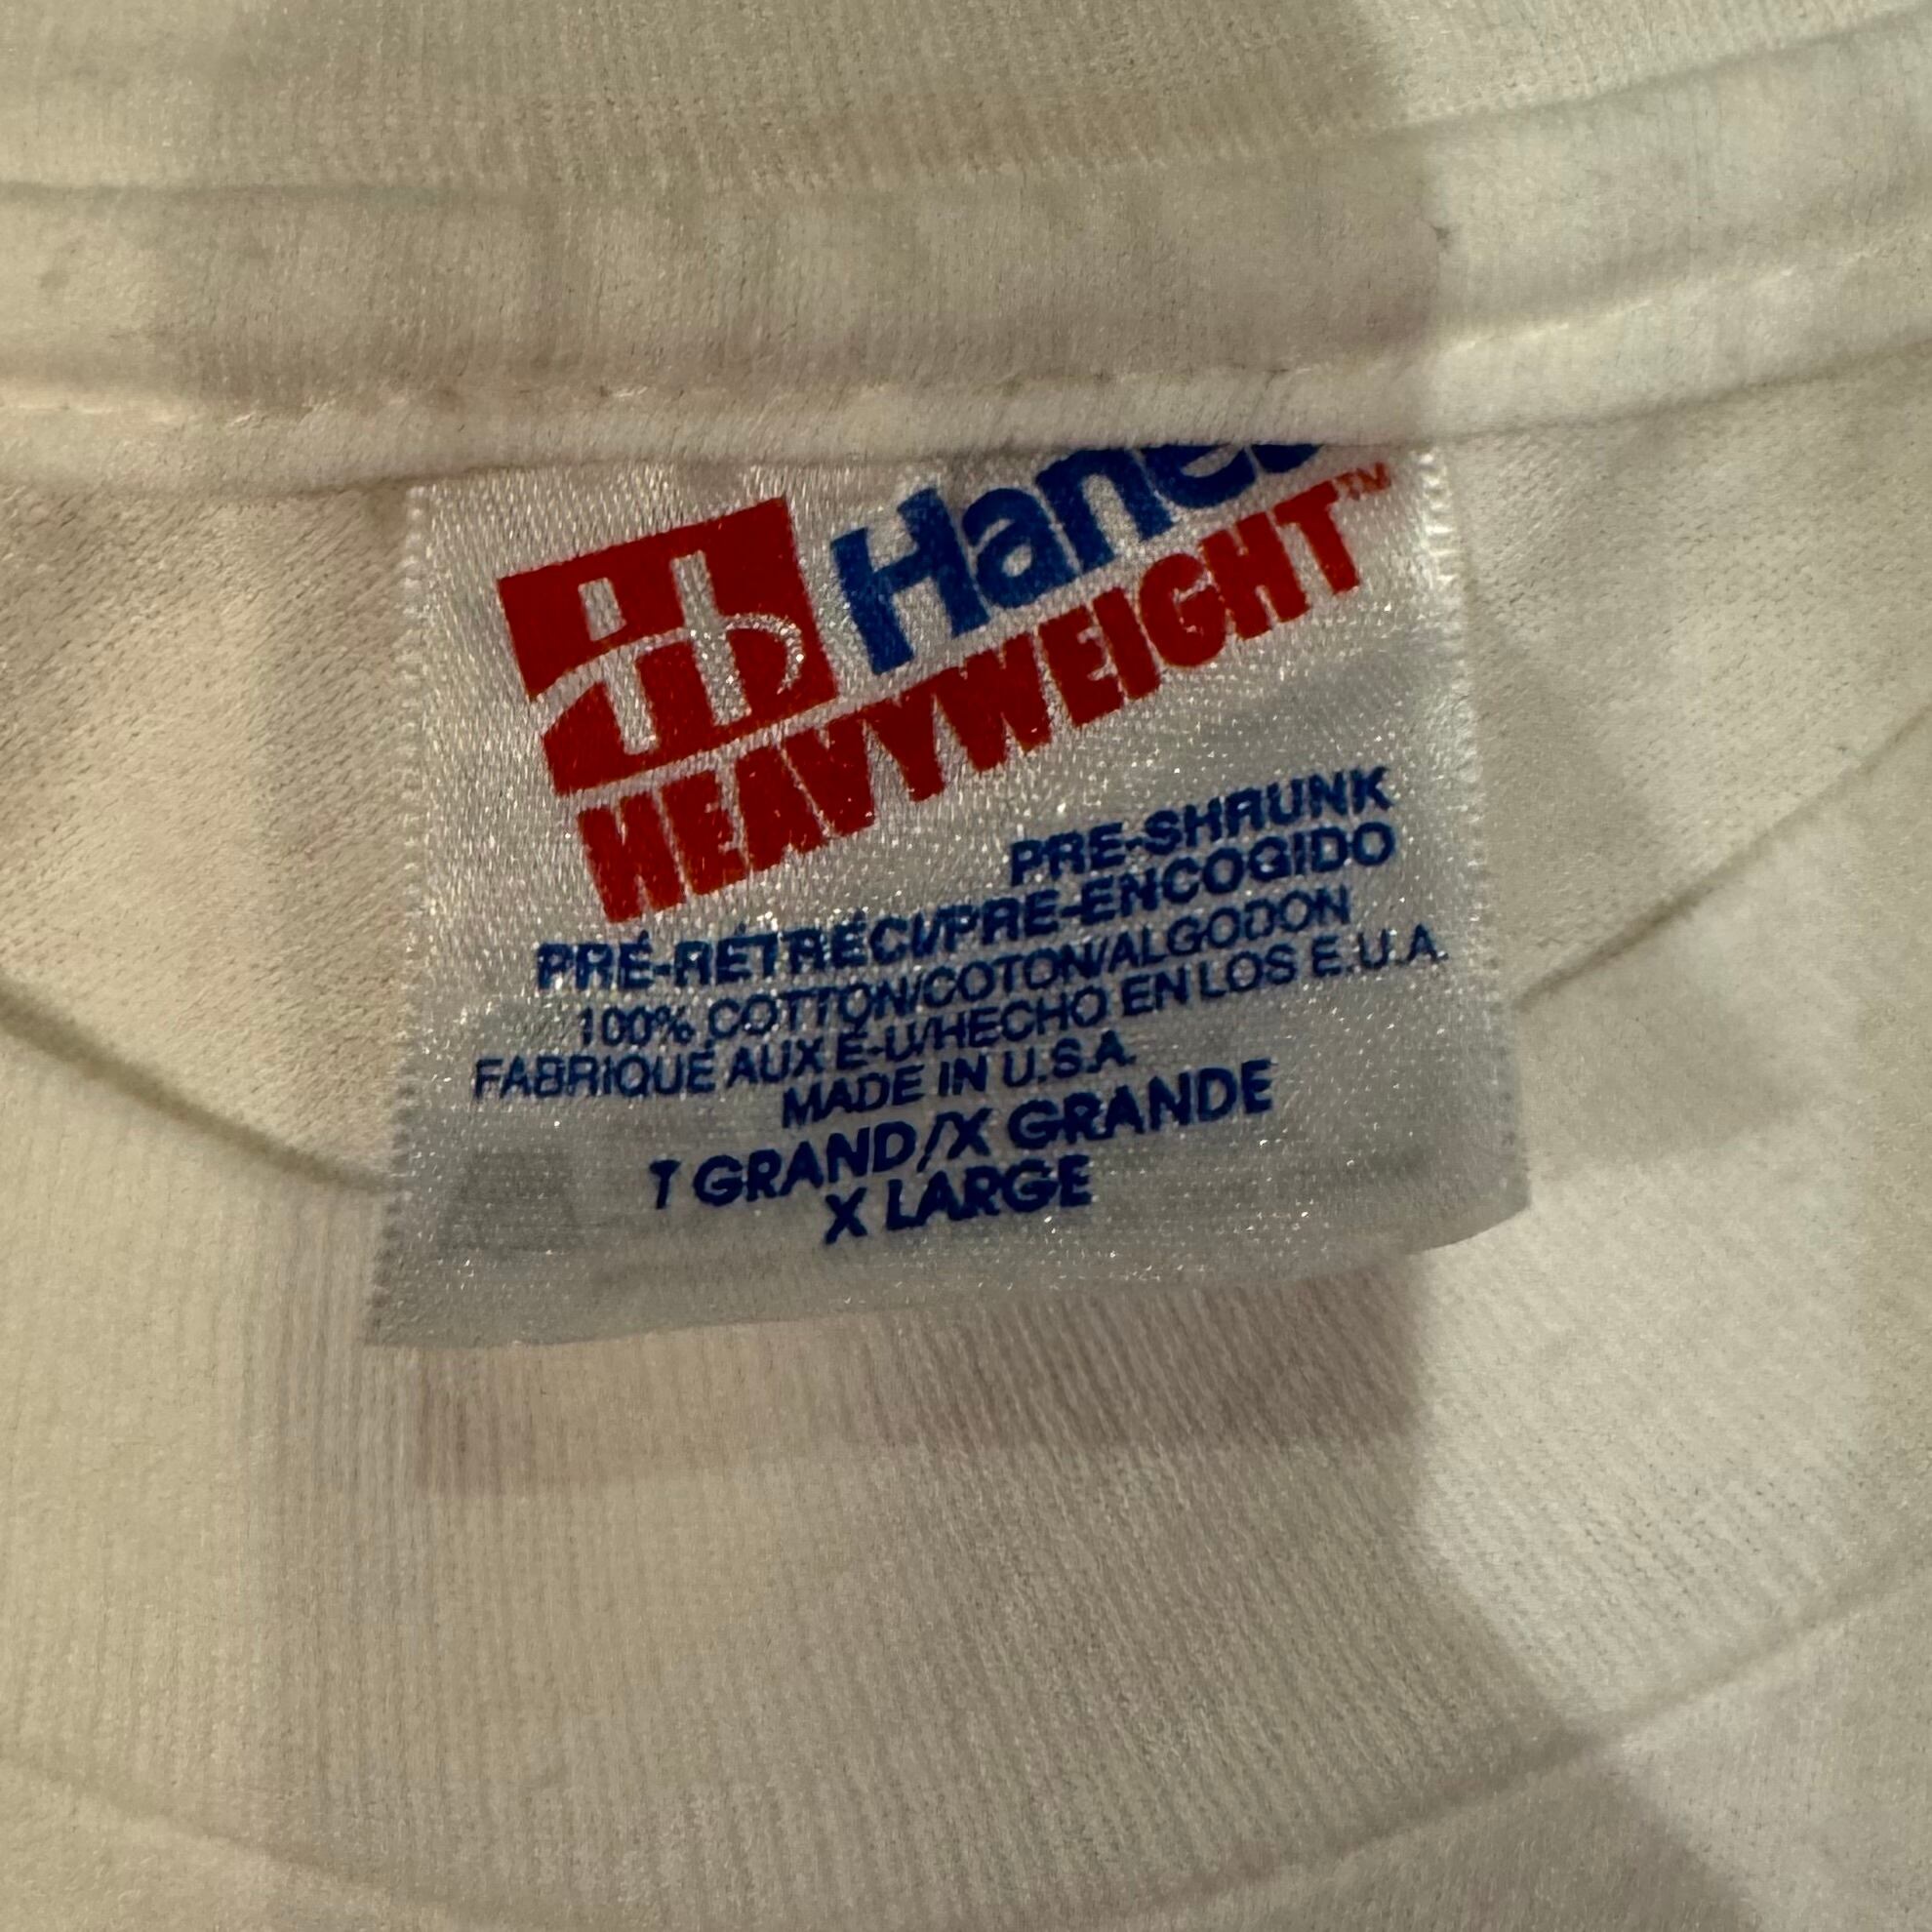 Hanes
HEAVYWEIGHT™
PRE-SHRUNK
PRÉ-RÉTRÉCI/PRE-ENCOGIDO
100% COTTON/COTON/ALGODON
FABRIQUÉ AUX É-U/HECHO EN LOS E.U.A.
MADE IN U.S.A.
T GRAND/X GRANDE
X LARGE